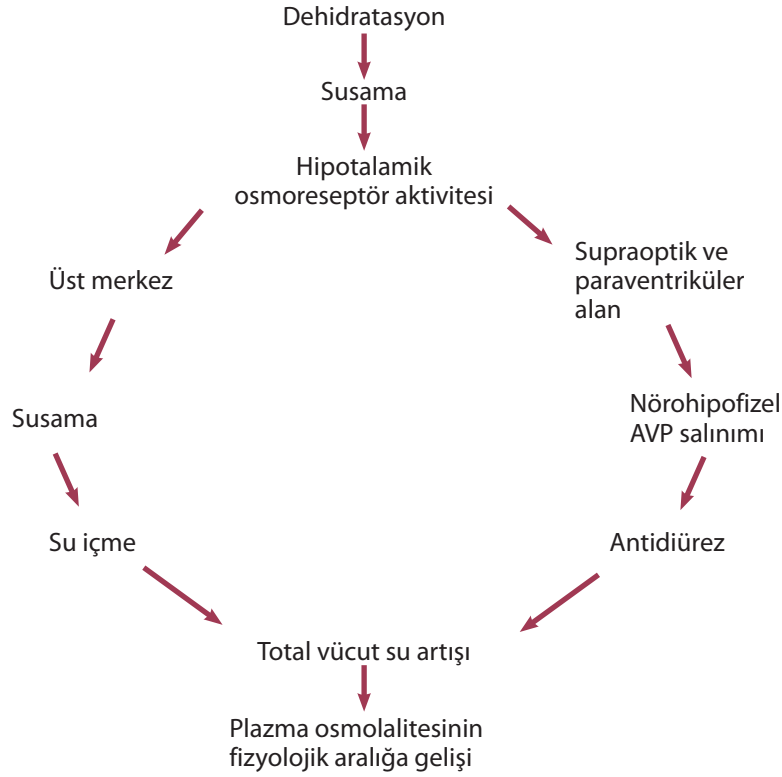 Dehidratasyon
Susama
Hipotalamik
osmoreseptör aktivitesi
Üst merkez
Supraoptik ve
paraventriküler
alan
Susama
Nörohipofizel
AVP salınımı
Su içme
Antidiürez
Total vücut su artışı
Plazma osmolalitesinin
fizyolojik aralığa gelişi